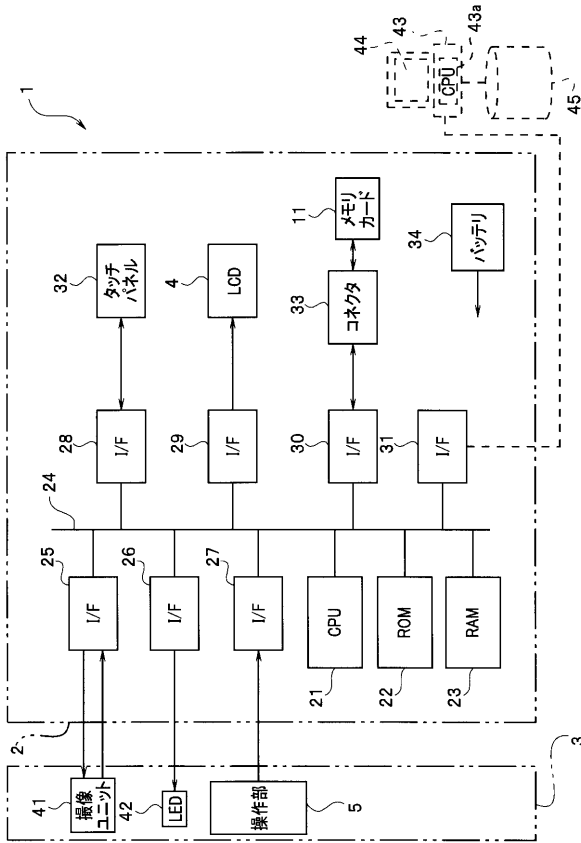 1
2
3
41
撮像
ユニット
42
LED
操作部
5
25
I/F
26
I/F
27
I/F
21
CPU
22
ROM
23
RAM
24
28
I/F
29
I/F
30
I/F
31
I/F
32
タッチ
パネル
4
LCD
33
コネクタ
11
メモリ
カード
34
バッテリ
44
43
CPU
43a
45